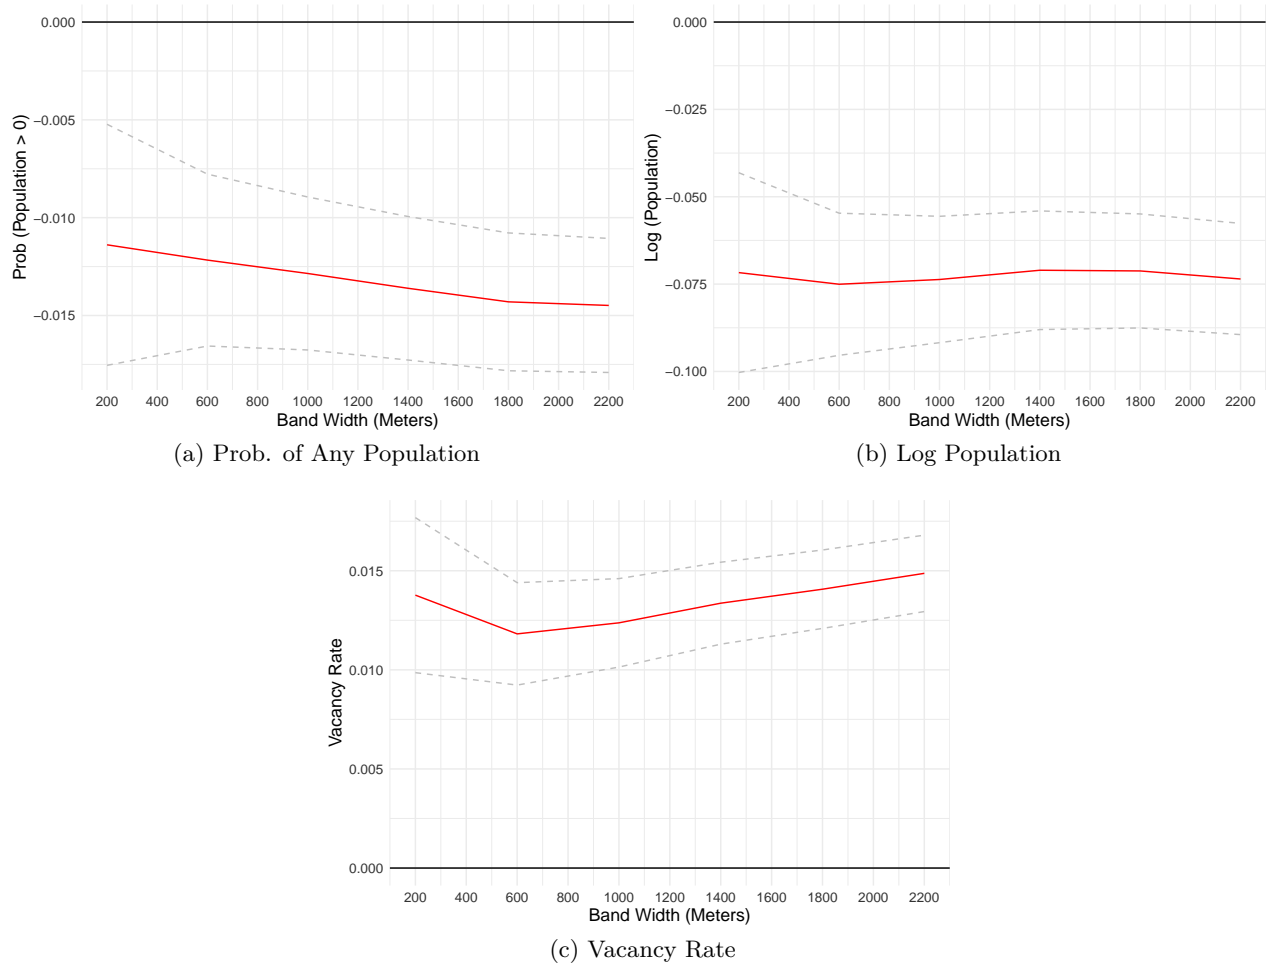 0.000
−0.005
−0.010
−0.015
Prob (Population > 0)
200 400 600 800 1000 1200 1400 1600 1800 2000 2200
Band Width (Meters)
(a) Prob. of Any Population
0.000
−0.025
−0.050
−0.075
−0.100
Log (Population)
200 400 600 800 1000 1200 1400 1600 1800 2000 2200
Band Width (Meters)
(b) Log Population
0.015
0.010
0.005
0.000
Vacancy Rate
200 400 600 800 1000 1200 1400 1600 1800 2000 2200
Band Width (Meters)
(c) Vacancy Rate